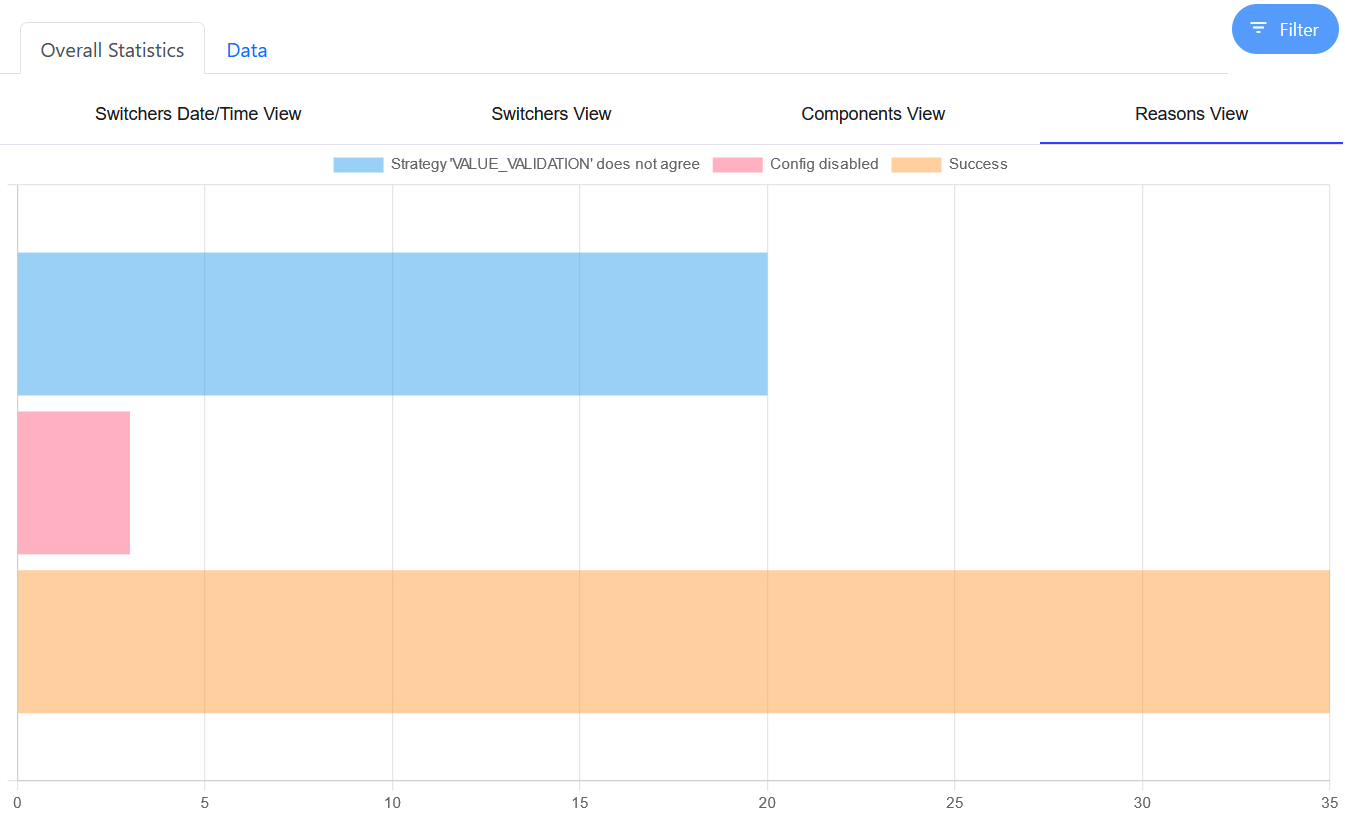 Filter
Overall Statistics Data
Switchers Date/Time View Switchers View Components View Reasons View
Strategy 'VALUE_VALIDATION' does not agree Config disabled Success
0 5 10 15 20 25 30 35